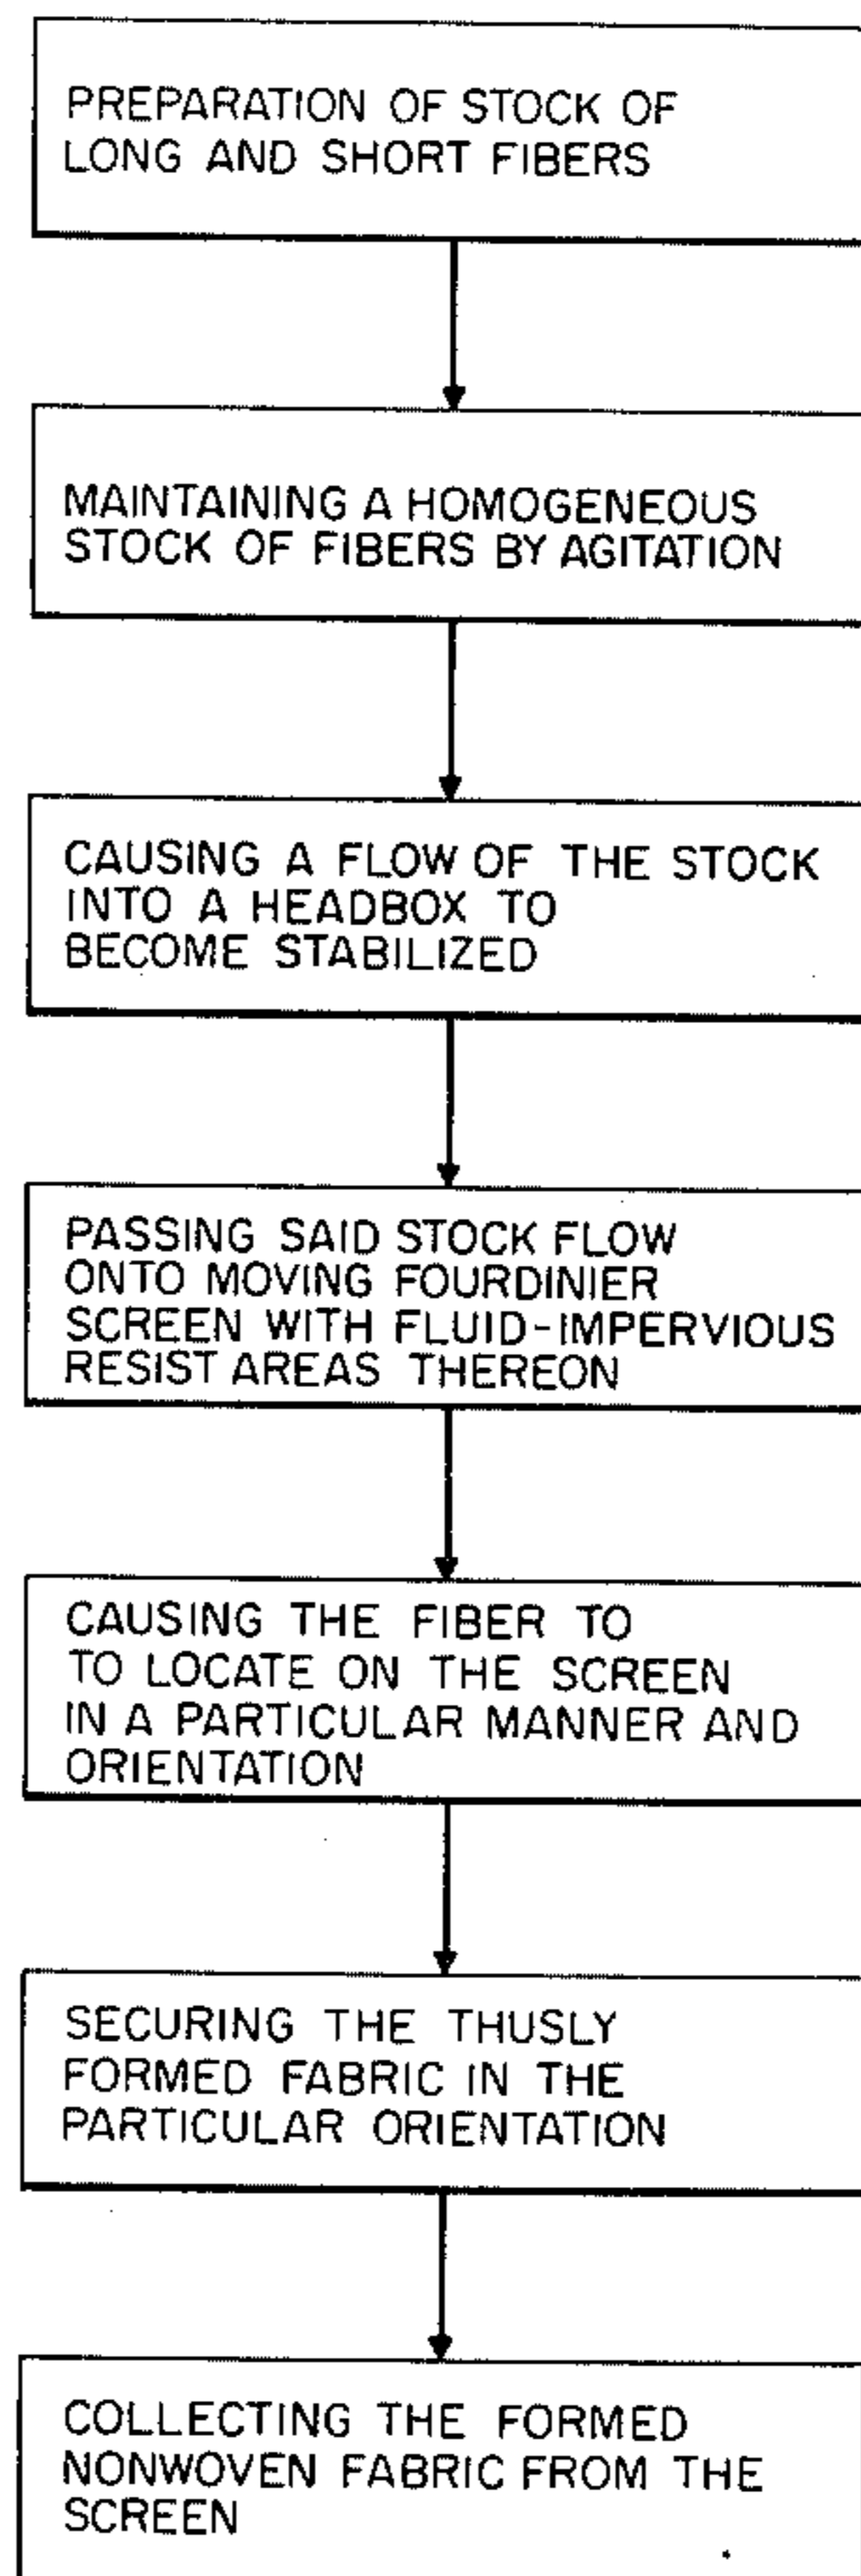 PREPARATION OF STOCK OF
LONG AND SHORT FIBERS
MAINTAINING A HOMOGENEOUS
STOCK OF FIBERS BY AGITATION
CAUSING A FLOW OF THE STOCK
INTO A HEADBOX TO
BECOME STABILIZED
PASSING SAID STOCK FLOW
ONTO MOVING FOURDINIER
SCREEN WITH FLUID-IMPERVIOUS
RESIST AREAS THEREON
CAUSING THE FIBER TO
TO LOCATE ON THE SCREEN
IN A PARTICULAR MANNER AND
ORIENTATION
SECURING THE THUSLY
FORMED FABRIC IN THE
PARTICULAR ORIENTATION
COLLECTING THE FORMED
NONWOVEN FABRIC FROM THE
SCREEN